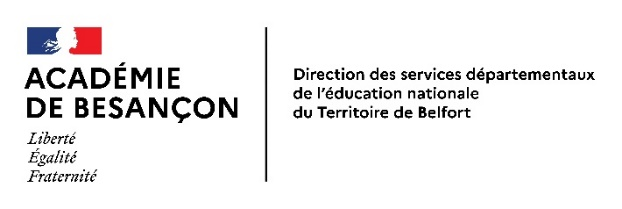 ACADÉMIE
DE BESANÇON
Liberté
Égalité
Fraternité
Direction des services départementaux
de l'éducation nationale
du Territoire de Belfort